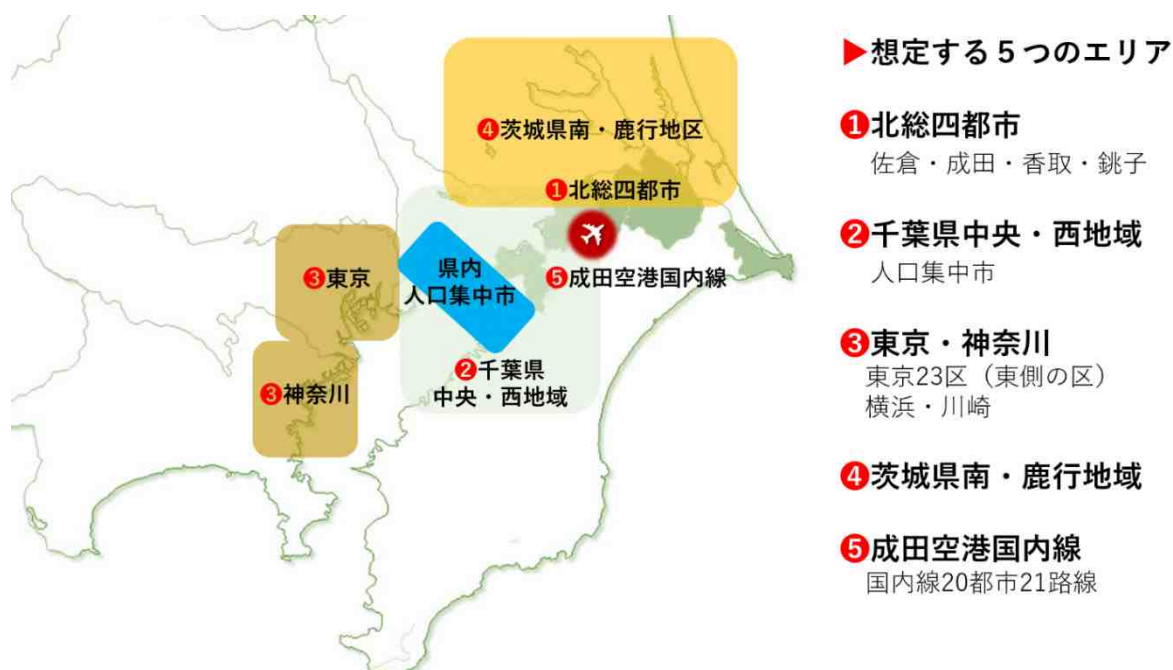 ❹茨城県南・鹿行地区
❶北総四都市
県内
人口集中市
❸東京
❺成田空港国内線
❷千葉県
中央・西地域
❸神奈川
▶想定する５つのエリア
❶北総四都市
佐倉・成田・香取・銚子
❷千葉県中央・西地域
人口集中市
❸東京・神奈川
東京23区（東側の区）
横浜・川崎
❹茨城県南・鹿行地域
❺成田空港国内線
国内線20都市21路線